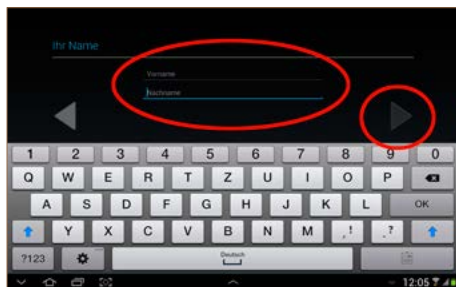 Ihr Name
Vorname
Nachname
1 2 3 4 5 6 7 8 9 0
Q W E R T Z U I O P
A S D F G H J K L OK
Y X C V B N M ,! .?
?123 Deutsch
12:05